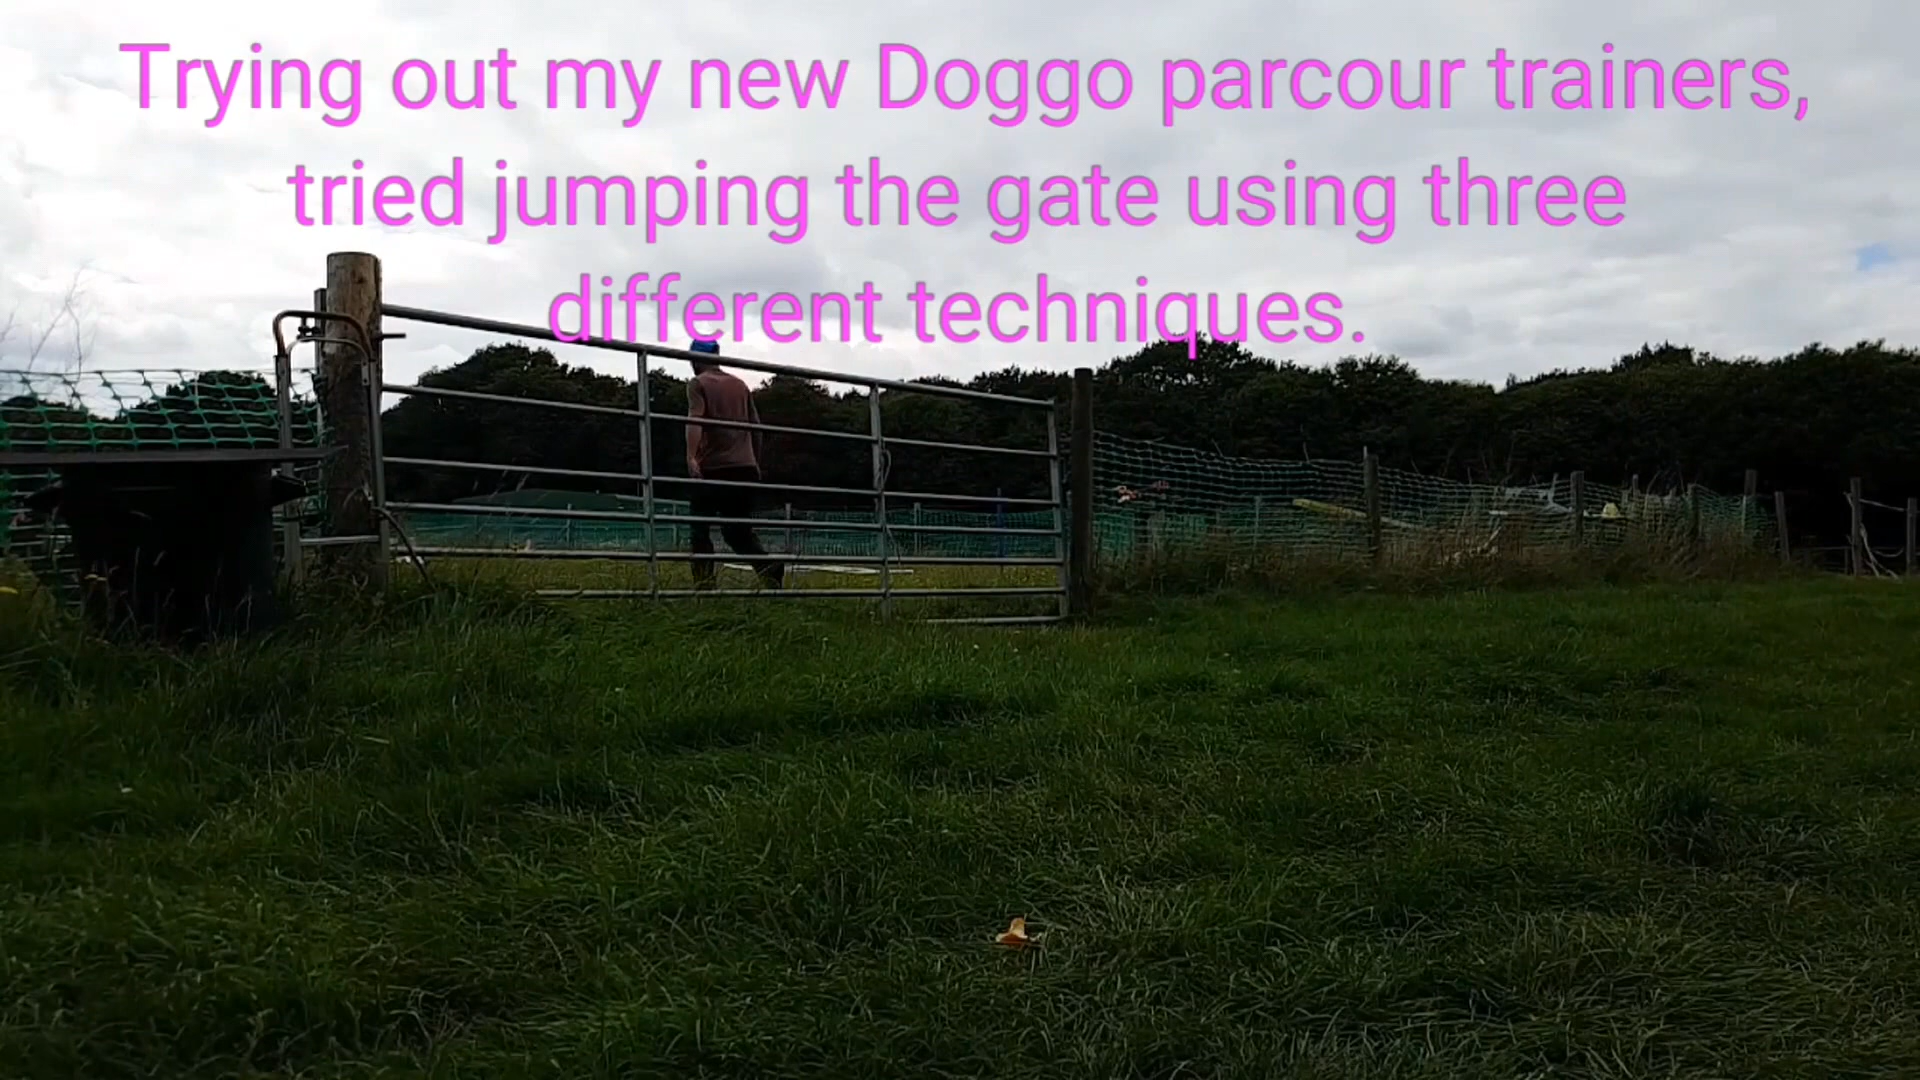 Trying out my new Doggo parcour trainers,
tried jumping the gate using three
different techniques.